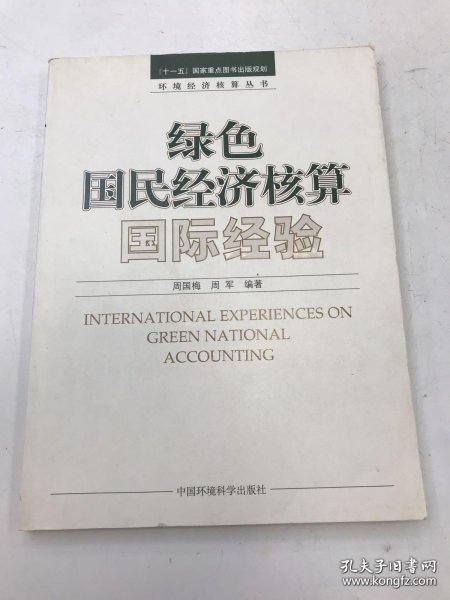 「十一五」国家重点图书出版规划
环境经济核算丛书
绿色
国民经济核算
国际经验
周国梅 周军 编著
INTERNATIONAL EXPERIENCES ON
GREEN NATIONAL
ACCOUNTING
中国环境科学出版社
孔夫子旧书网
www.kongfz.com